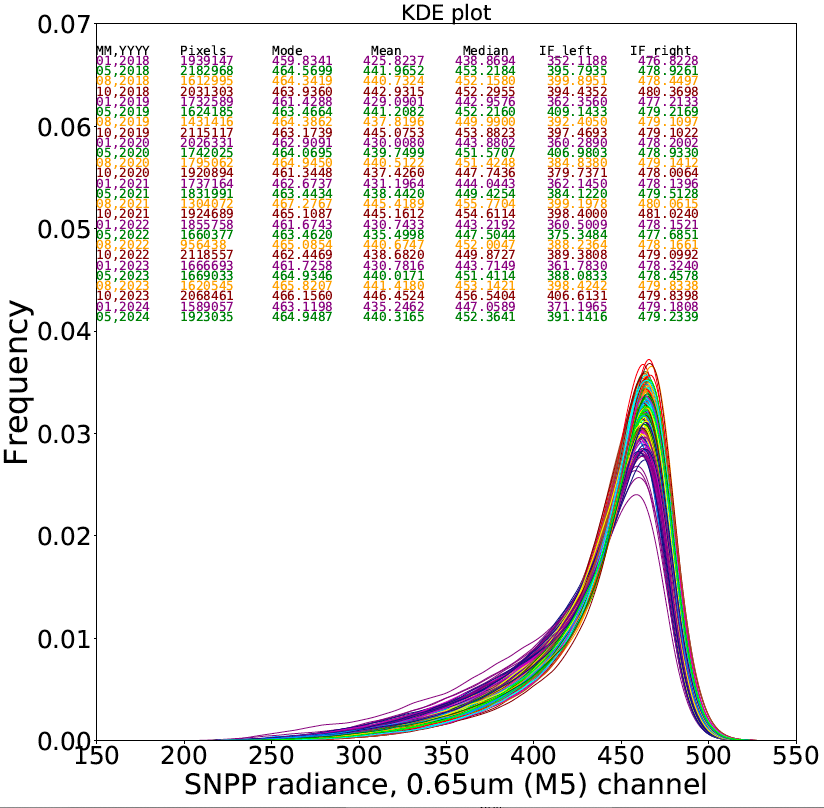 KDE plot
MM,YYYY Pixels Mode Mean Median IF_left IF_right
01,2018 1939147 459.8341 425.8237 438.8694 352.1188 476.8228
05,2018 2182968 464.5699 441.9652 453.2184 395.7935 478.9261
08,2018 1612995 464.3419 440.7324 452.1580 399.8951 478.4497
10,2018 2031303 463.9360 442.9315 452.2955 394.4352 480.3698
01,2019 1732589 461.4288 429.0901 442.9576 362.3560 477.2133
05,2019 1624185 463.4664 441.2082 452.2160 409.1433 479.2169
08,2019 1431416 464.3862 437.8196 449.9900 392.4050 479.1097
10,2019 2115117 463.1739 445.0753 453.8823 397.4693 479.1022
01,2020 2026331 462.9091 430.0080 443.8802 360.2890 478.2002
05,2020 1742025 464.0695 439.7499 451.5707 406.9803 478.9330
08,2020 1795062 464.9450 440.5122 451.4248 384.8380 479.1412
10,2020 1920894 461.3448 437.4260 447.7436 379.7371 478.0064
01,2021 1737164 462.6737 431.1964 444.0443 362.1450 478.1396
05,2021 1831991 463.4434 438.4420 449.4254 384.1220 479.5128
08,2021 1304072 467.2767 445.4189 455.7704 399.1978 480.0615
10,2021 1924689 465.1087 445.1612 454.6114 398.4000 481.0240
01,2022 1855758 461.6743 430.7433 443.2192 360.5009 478.1521
05,2022 1660377 463.4620 435.4998 447.5044 375.3484 477.6851
08,2022 956438 465.0854 440.6747 452.0047 388.2364 478.1661
10,2022 2118557 462.4469 438.6820 449.8727 389.3808 479.0992
01,2023 1666693 461.7258 430.7816 443.7149 361.7830 478.3240
05,2023 1669033 464.9346 440.0177 451.4114 388.0833 478.4578
08,2023 1620545 465.8207 441.4180 453.1421 398.4242 479.8338
10,2023 2068461 466.1560 446.4524 456.5404 406.6131 479.8398
01,2024 1589057 463.1198 435.2462 447.0589 371.1965 479.1808
05,2024 1923035 464.9487 440.3165 452.3641 391.1416 479.2339
0.07
0.06
0.05
0.04
0.03
0.02
0.01
0.00
Frequency
150 200 250 300 350 400 450 500 550
SNPP radiance, 0.65um (M5) channel